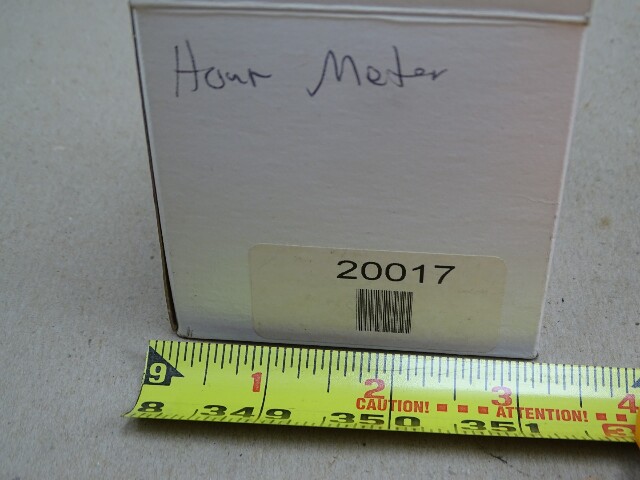 Hour Meter
20017
9 1 2 3 4
CAUTION! ATTENTION!
8 349 350 351